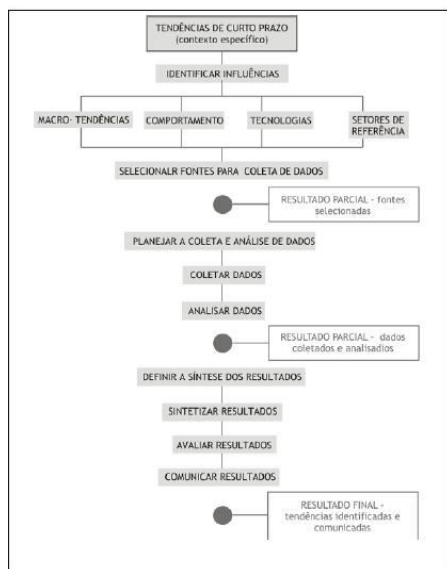 TENDÊNCIAS DE CURTO PRAZO
(contexto específico)
IDENTIFICAR INFLUÊNCIAS
MACRO- TENDÊNCIAS
COMPORTAMENTO
TECNOLOGIAS
SETORES DE
REFERÊNCIA
SELECIONALR FONTES PARA COLETA DE DADOS
RESULTADO PARCIAL - fontes
selecionadas
PLANEJAR A COLETA E ANÁLISE DE DADOS
COLETAR DADOS
ANALISAR DADOS
RESULTADO PARCIAL - dados
coletados e analisadios
DEFINIR A SÍNTESE DOS RESULTADOS
SINTETIZAR RESULTADOS
AVALIAR RESULTADOS
COMUNICAR RESULTADOS
RESULTADO FINAL -
tendências identificadas e
comunicadas